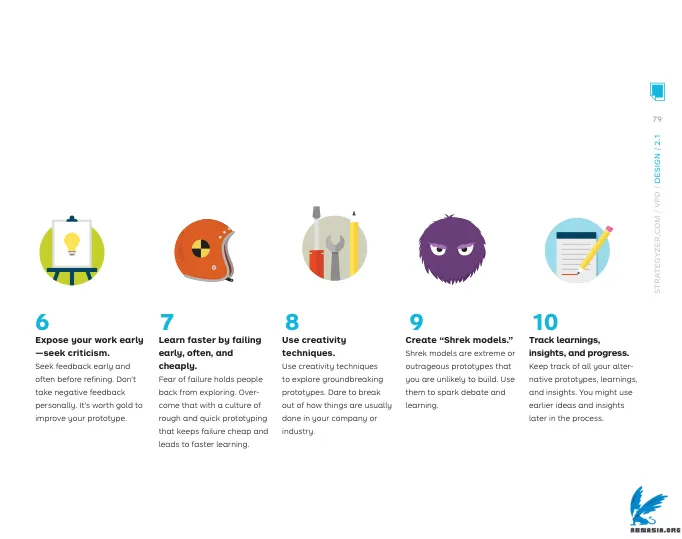 79
STRATEGYZER.COM / VPD / DESIGN / 2.1
6
Expose your work early
—seek criticism.
Seek feedback early and
often before refining. Don't
take negative feedback
personally. It's worth gold to
improve your prototype.
7
Learn faster by failing
early, often, and
cheaply.
Fear of failure holds people
back from exploring. Over-
come that with a culture of
rough and quick prototyping
that keeps failure cheap and
leads to faster learning.
8
Use creativity
techniques.
Use creativity techniques
to explore groundbreaking
prototypes. Dare to break
out of how things are usually
done in your company or
industry.
9
Create “Shrek models.”
Shrek models are extreme or
outrageous prototypes that
you are unlikely to build. Use
them to spark debate and
learning.
10
Track learnings,
insights, and progress.
Keep track of all your alter-
native prototypes, learnings,
and insights. You might use
earlier ideas and insights
later in the process.
ARMASIA.ORG